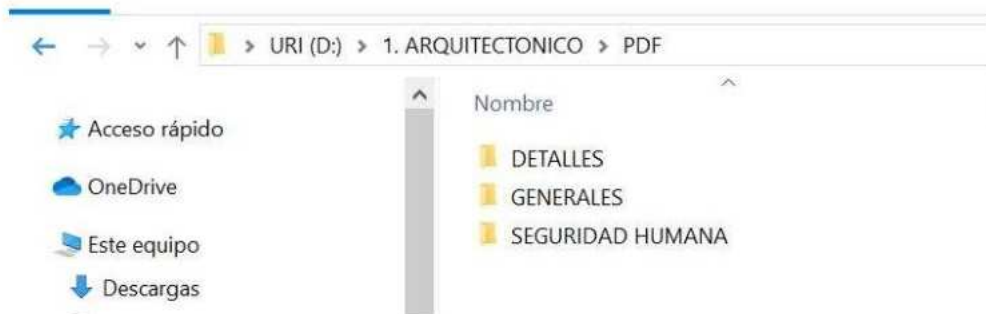 URI (D:) > 1. ARQUITECTONICO > PDF
Nombre
Acceso rápido
OneDrive
Este equipo
Descargas
DETALLES
GENERALES
SEGURIDAD HUMANA